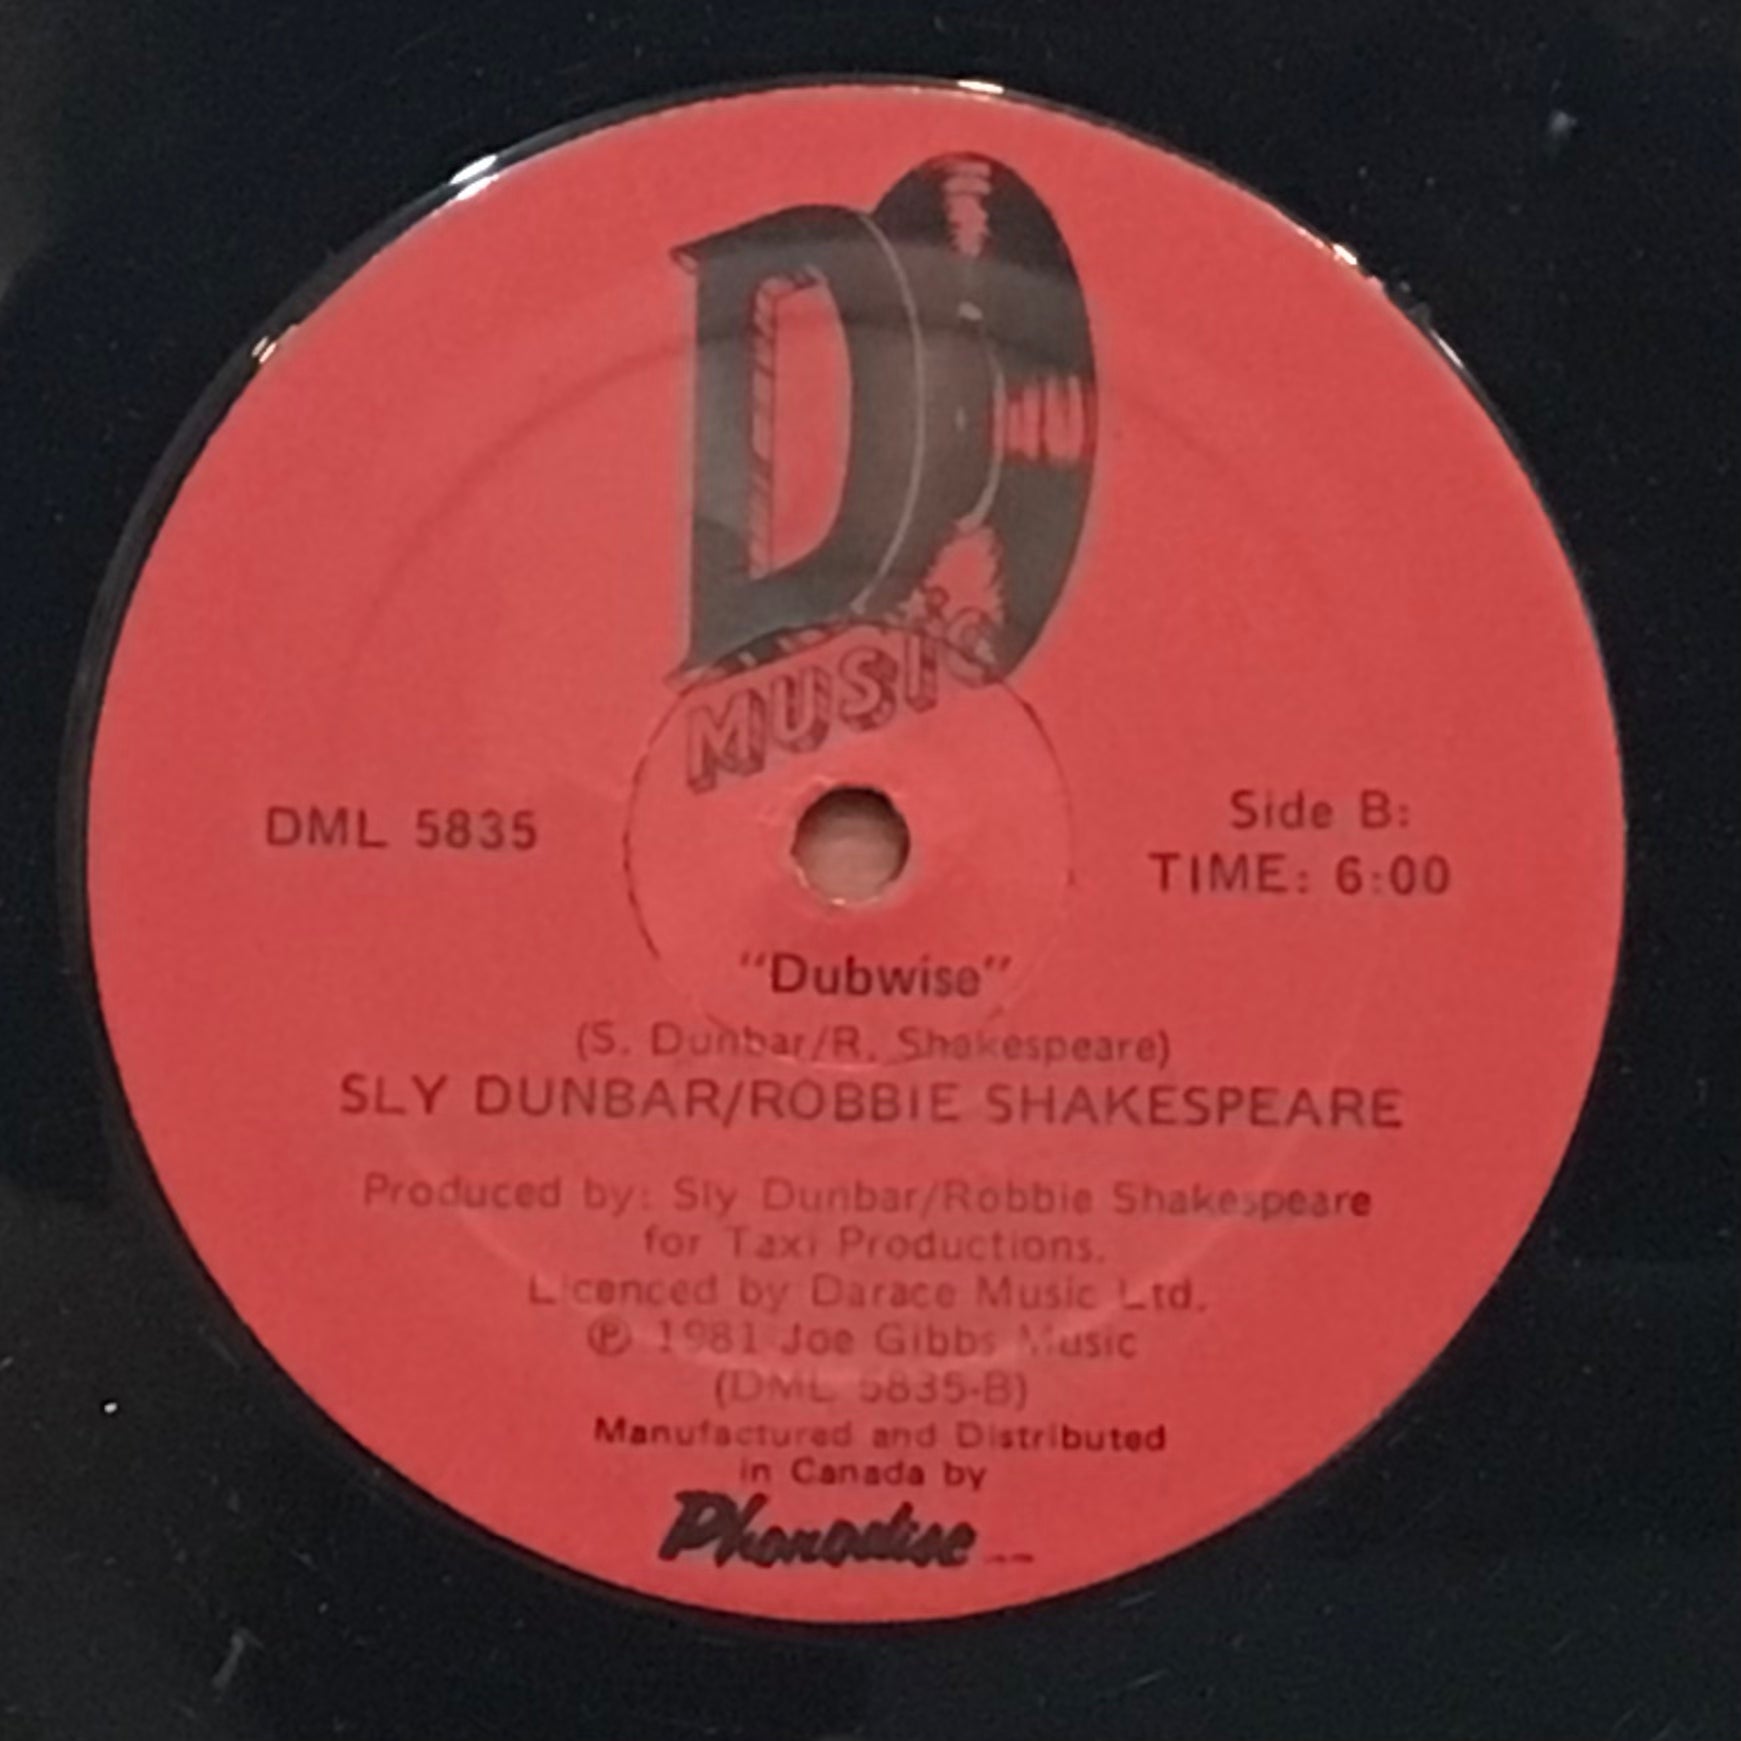 D
MUSIC
DML 5835
Side B:
TIME: 6:00
"Dubwise"
(S. Dunbar/R. Shakespeare)
SLY DUNBAR/ROBBIE SHAKESPEARE
Produced by: Sly Dunbar/Robbie Shakespeare
for Taxi Productions.
Licenced by Darace Music Ltd.
℗ 1981 Joe Gibbs Music
(DML 5835-B)
Manufactured and Distributed
in Canada by
Phonodisc